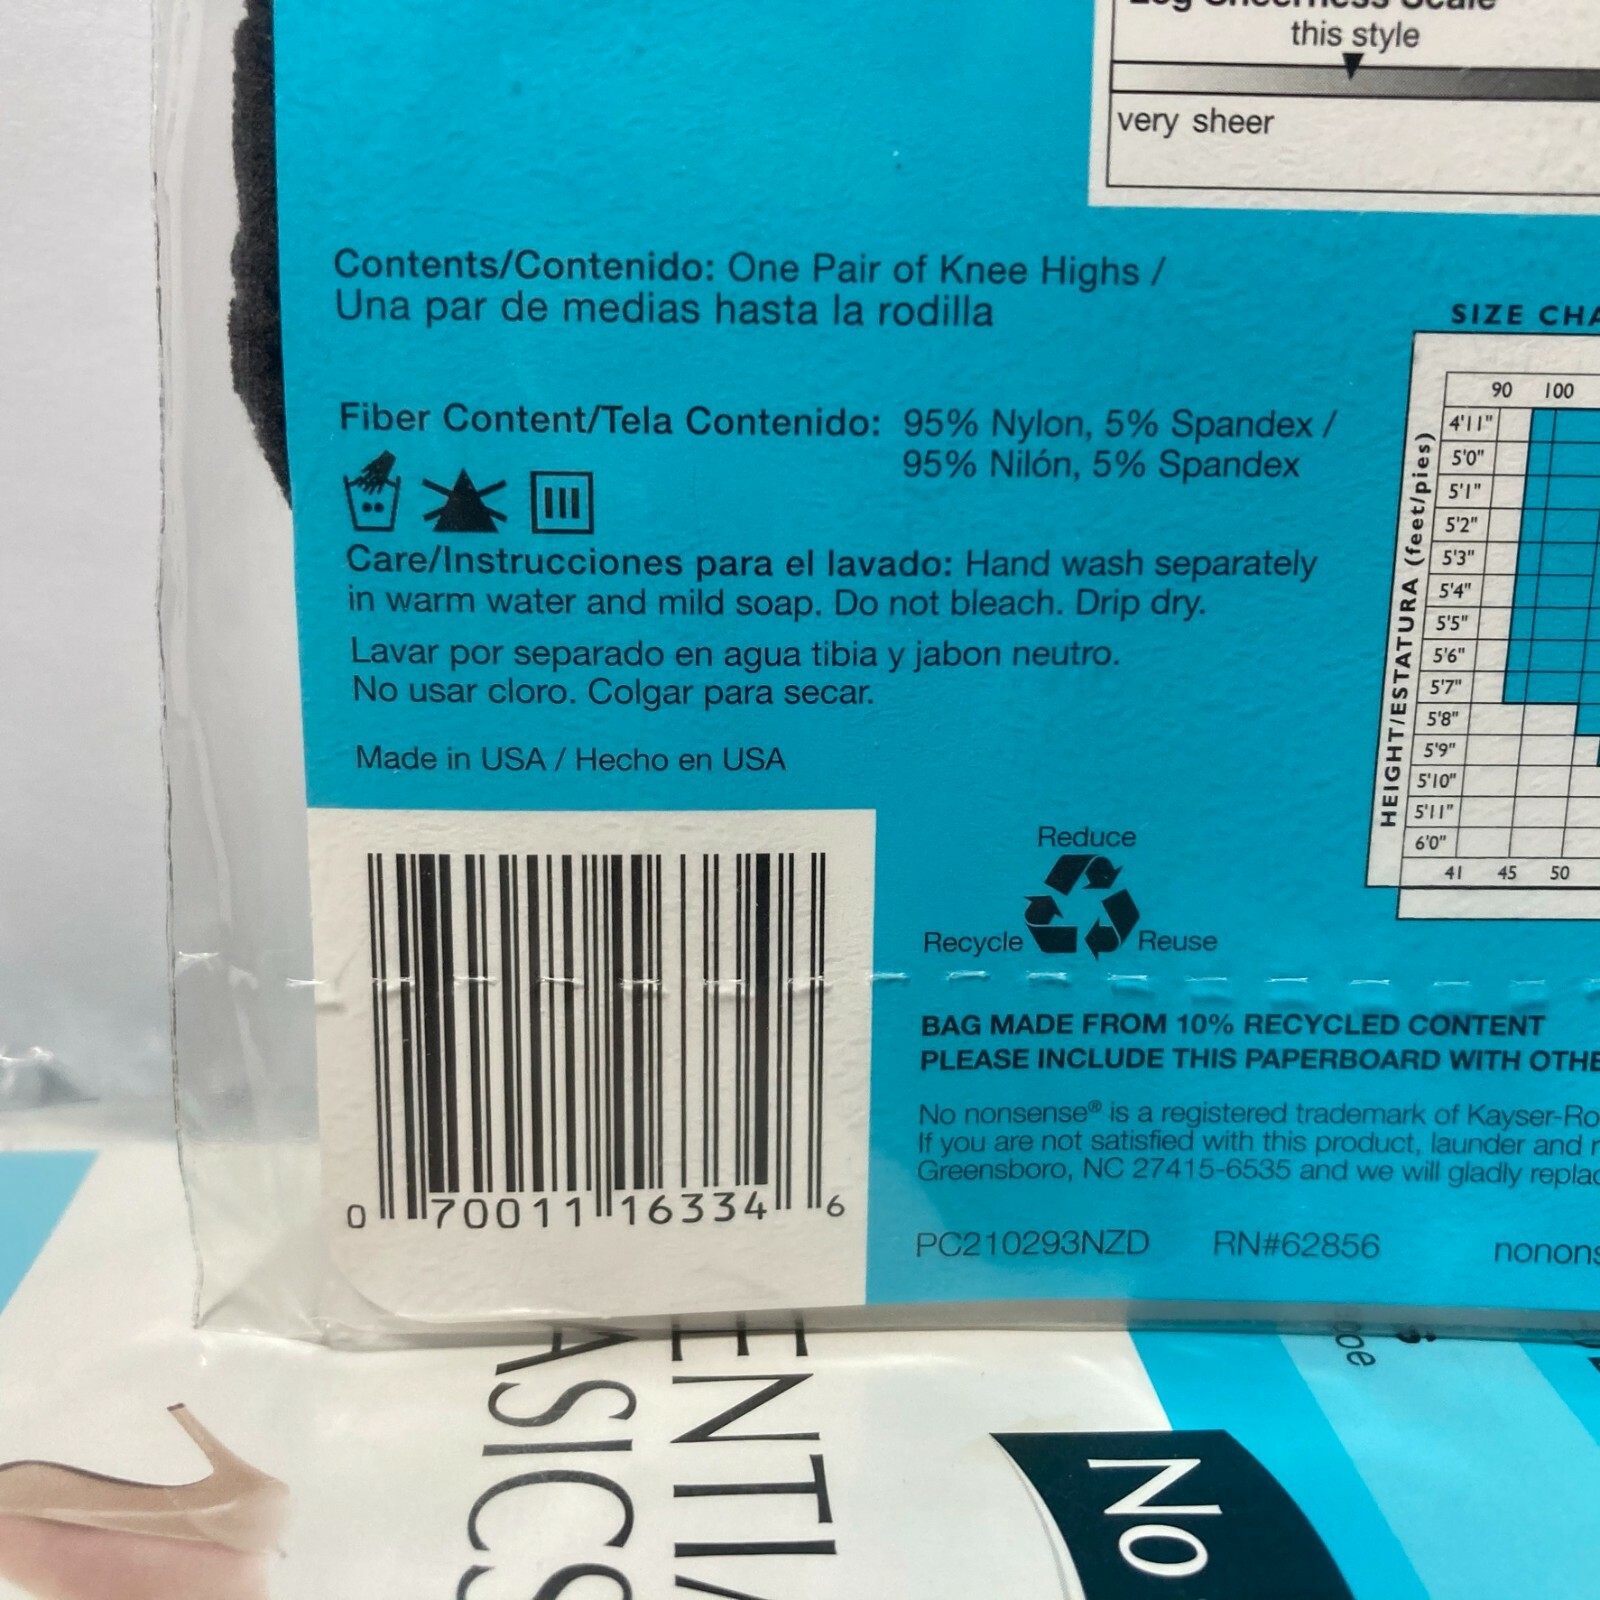 Leg Sheerness Scale
this style
very sheer
Contents/Contenido: One Pair of Knee Highs /
Una par de medias hasta la rodilla
Fiber Content/Tela Contenido: 95% Nylon, 5% Spandex /
95% Nilón, 5% Spandex
Care/Instrucciones para el lavado: Hand wash separately
in warm water and mild soap. Do not bleach. Drip dry.
Lavar por separado en agua tibia y jabon neutro.
No usar cloro. Colgar para secar.
Made in USA / Hecho en USA
SIZE CHA
90 100
HEIGHT/ESTATURA (feet/pies)
4'11"
5'0"
5'1"
5'2"
5'3"
5'4"
5'5"
5'6"
5'7"
5'8"
5'9"
5'10"
5'11"
6'0"
41 45 50
Reduce
Recycle Reuse
BAG MADE FROM 10% RECYCLED CONTENT
PLEASE INCLUDE THIS PAPERBOARD WITH OTHE
No nonsense® is a registered trademark of Kayser-Ro
If you are not satisfied with this product, launder and r
Greensboro, NC 27415-6535 and we will gladly replac
PC210293NZD RN#62856 nonons
0 70011 16334 6
ENTIA
ASICS
No